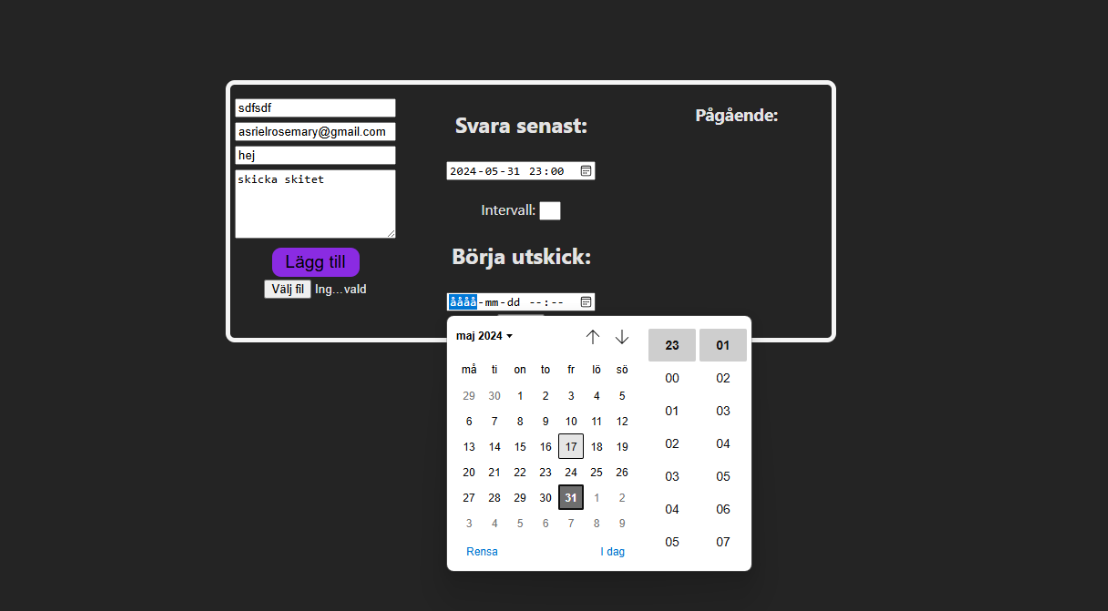 sdfsdf
asrielrosemary@gmail.com
hej
skicka skitet
Lägg till
Välj fil Ing...vald
Svara senast:
2024-05-31 23:00
Intervall:
Börja utskick:
åååå-mm-dd --:--
Pågående:
maj 2024
må ti on to fr lö sö
29 30 1 2 3 4 5
6 7 8 9 10 11 12
13 14 15 16 17 18 19
20 21 22 23 24 25 26
27 28 29 30 31 1 2
3 4 5 6 7 8 9
Rensa I dag
23 01
00 02
01 03
02 04
03 05
04 06
05 07